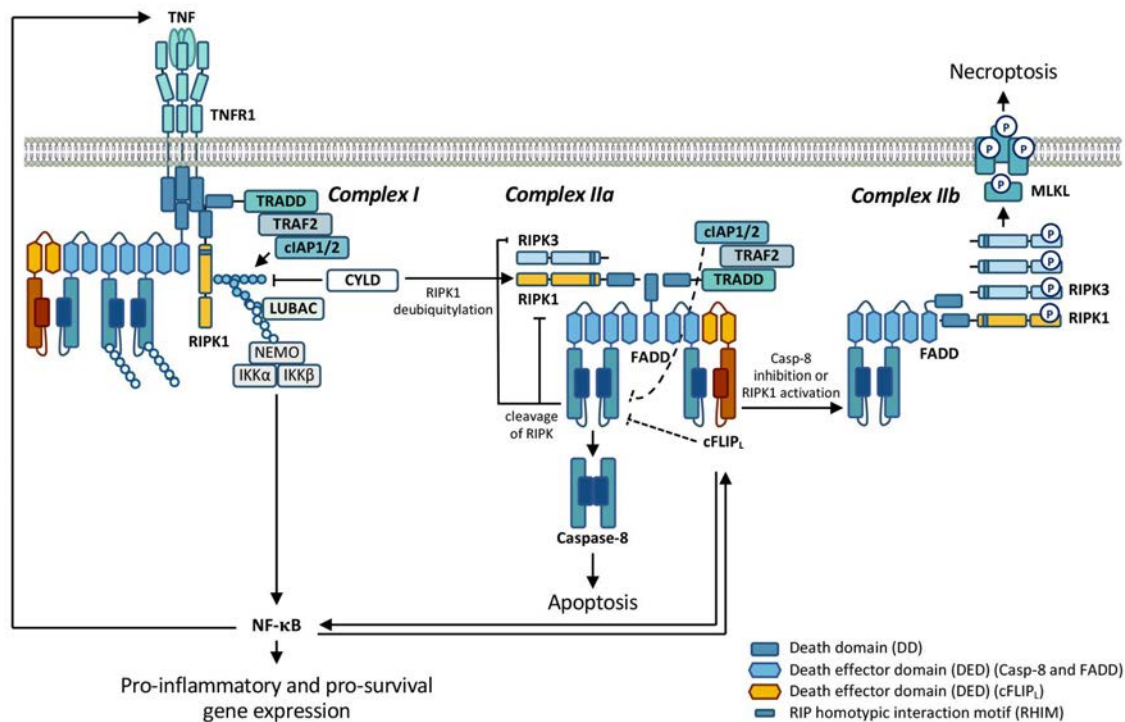 TNF
TNFR1
Necroptosis
P
P
P
P
P
MLKL
Complex I
Complex IIa
Complex IIb
TRADD
TRAF2
cIAP1/2
CYLD
LUBAC
RIPK1
NEMO
IKKα
IKKβ
RIPK1
deubiquitylation
RIPK3
RIPK1
cIAP1/2
TRAF2
TRADD
FADD
cleavage
of RIPK
cFLIPL
Casp-8
inhibition or
RIPK1 activation
P
P
P
RIPK3
P
RIPK1
FADD
Caspase-8
Apoptosis
NF-κB
Pro-inflammatory and pro-survival
gene expression
Death domain (DD)
Death effector domain (DED) (Casp-8 and FADD)
Death effector domain (DED) (cFLIPL)
RIP homotypic interaction motif (RHIM)